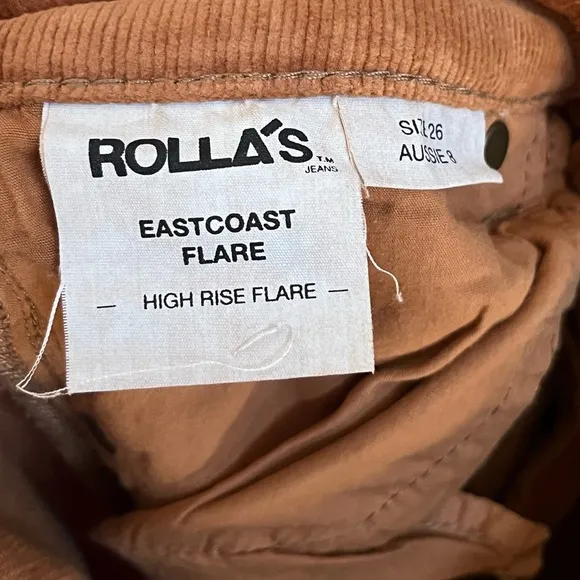 ROLLA'S T.M
JEANS
EASTCOAST
FLARE
— HIGH RISE FLARE —
SIZE 26
AUSSIE 8